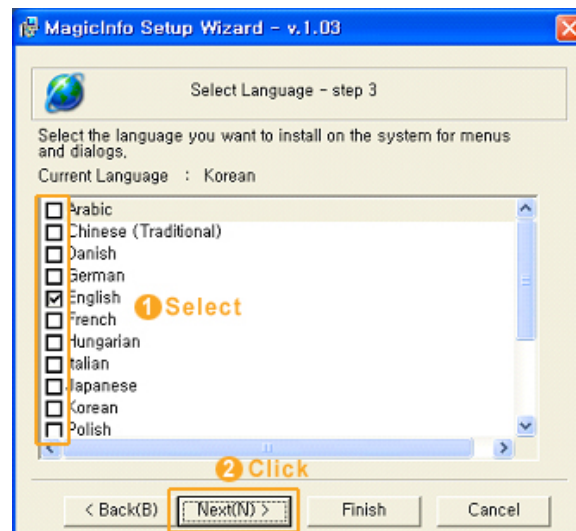 MagicInfo Setup Wizard - v.1.03
Select Language - step 3
Select the language you want to install on the system for menus
and dialogs.
Current Language : Korean
Arabic
Chinese (Traditional)
Danish
German
English
1 Select
French
Hungarian
Italian
Japanese
Korean
Polish
2 Click
< Back(B)
Next(N) >
Finish
Cancel